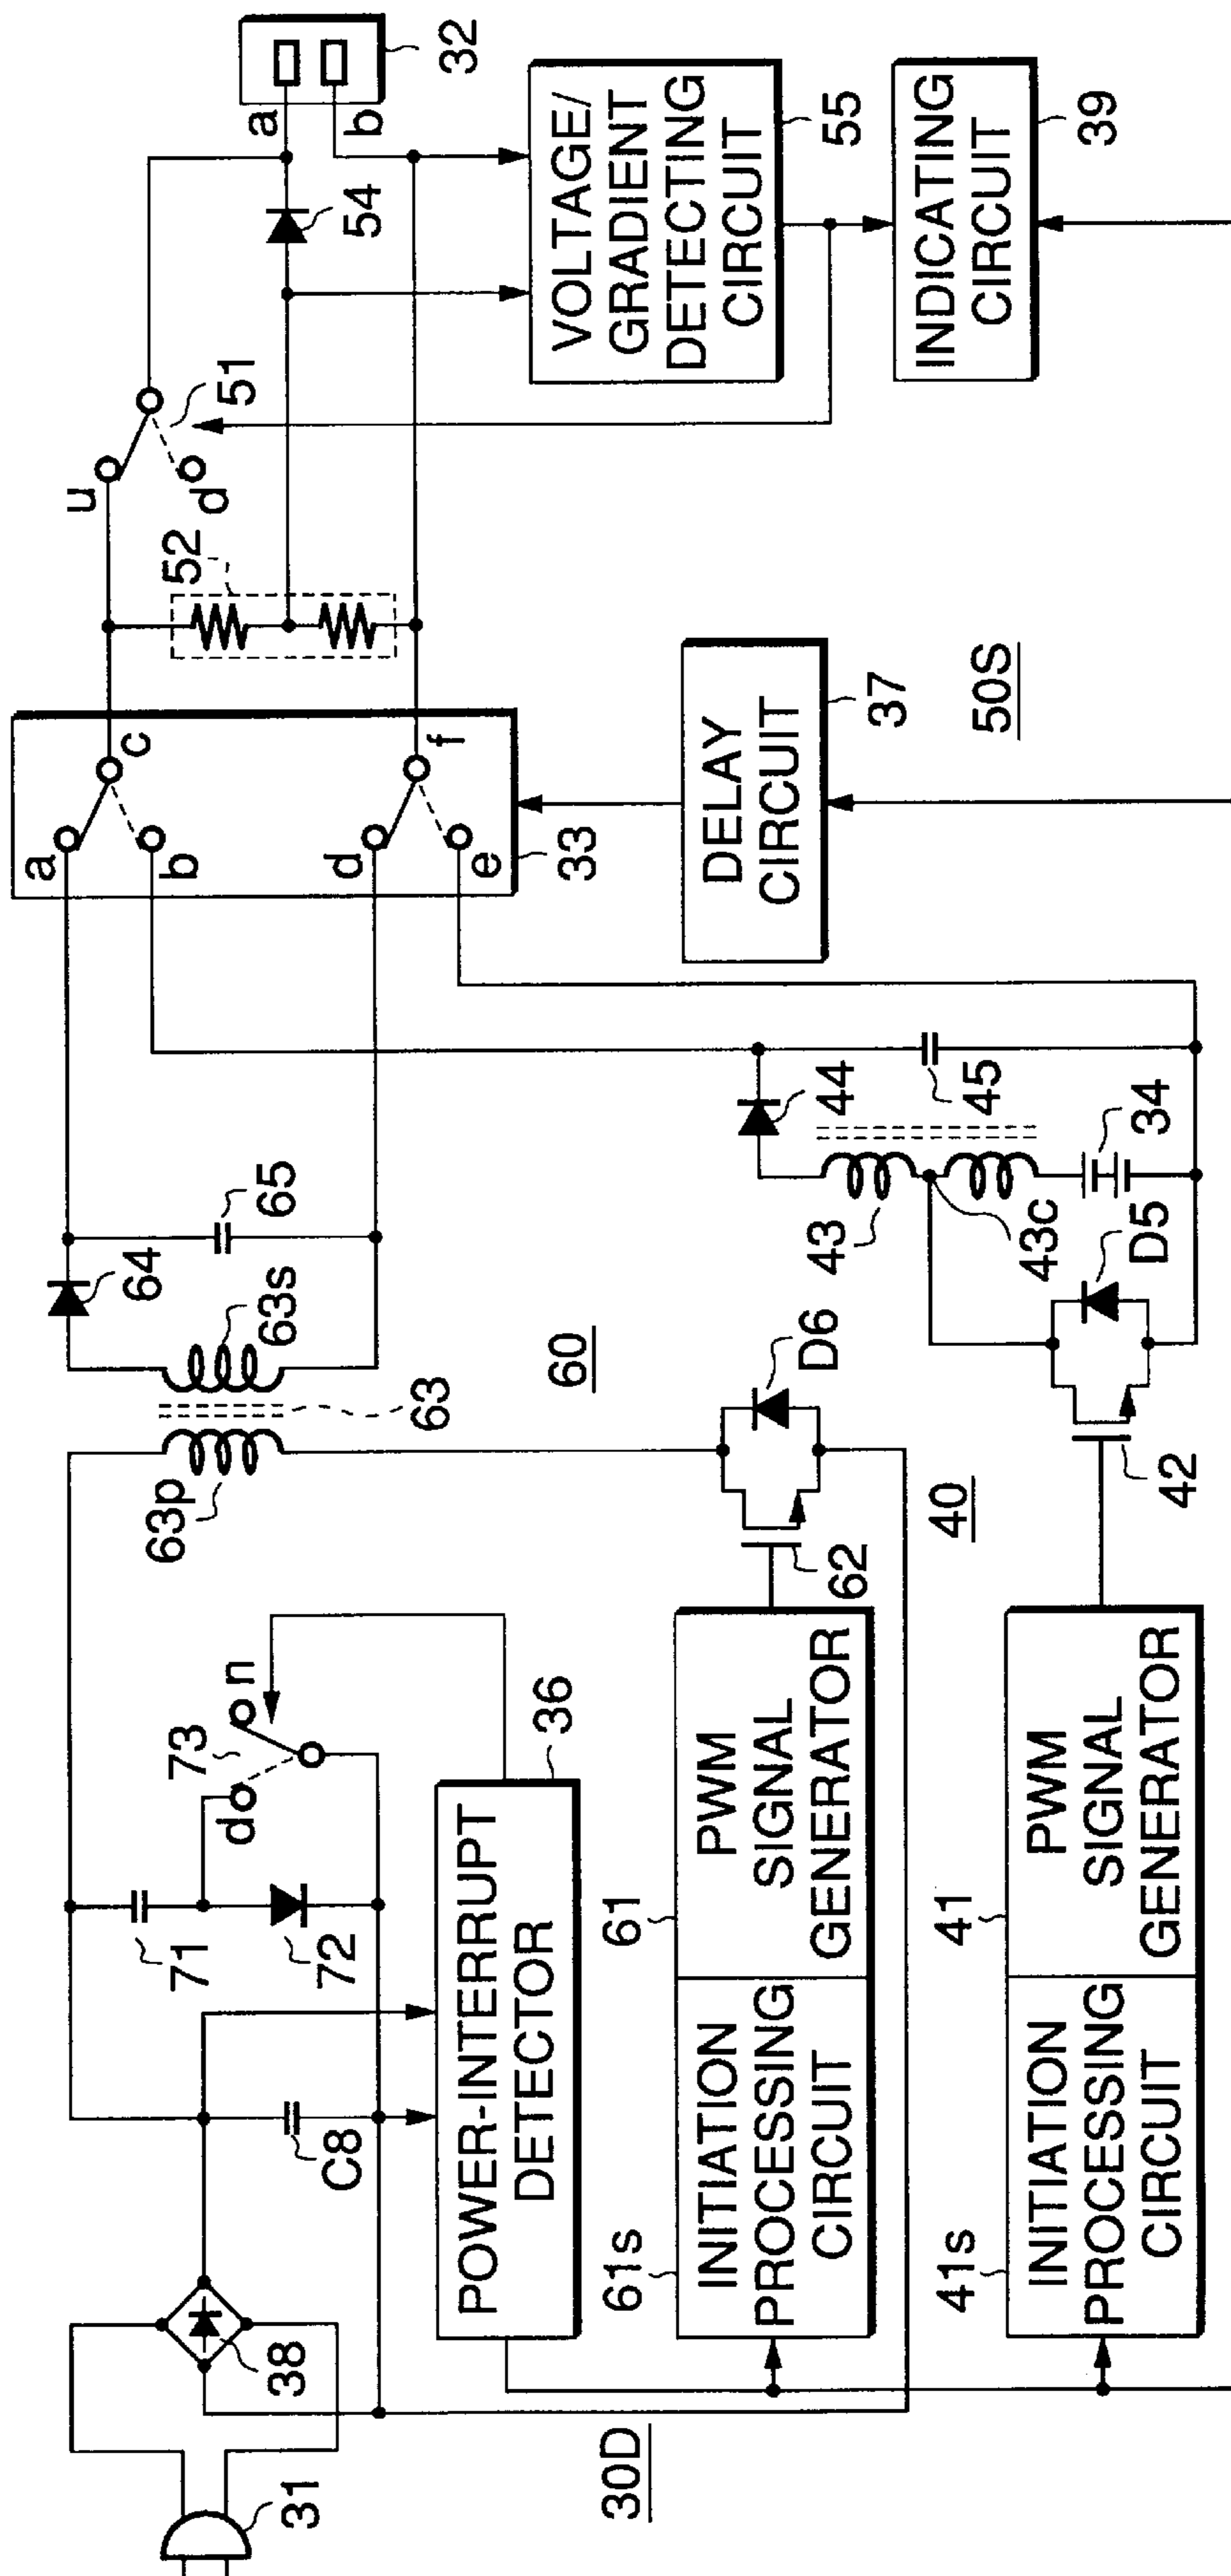 31
38
C8
71
72
73
d
n
63p
63
63s
64
65
a
b
c
d
e
f
33
52
u
d
51
54
a
b
32
POWER-INTERRUPT
DETECTOR
36
30D
61s
INITIATION
PROCESSING
CIRCUIT
61
PWM
SIGNAL
GENERATOR
62
D6
60
40
41s
INITIATION
PROCESSING
CIRCUIT
41
PWM
SIGNAL
GENERATOR
42
D5
43
43c
44
45
34
DELAY
CIRCUIT
37
50S
VOLTAGE/
GRADIENT
DETECTING
CIRCUIT
55
INDICATING
CIRCUIT
39